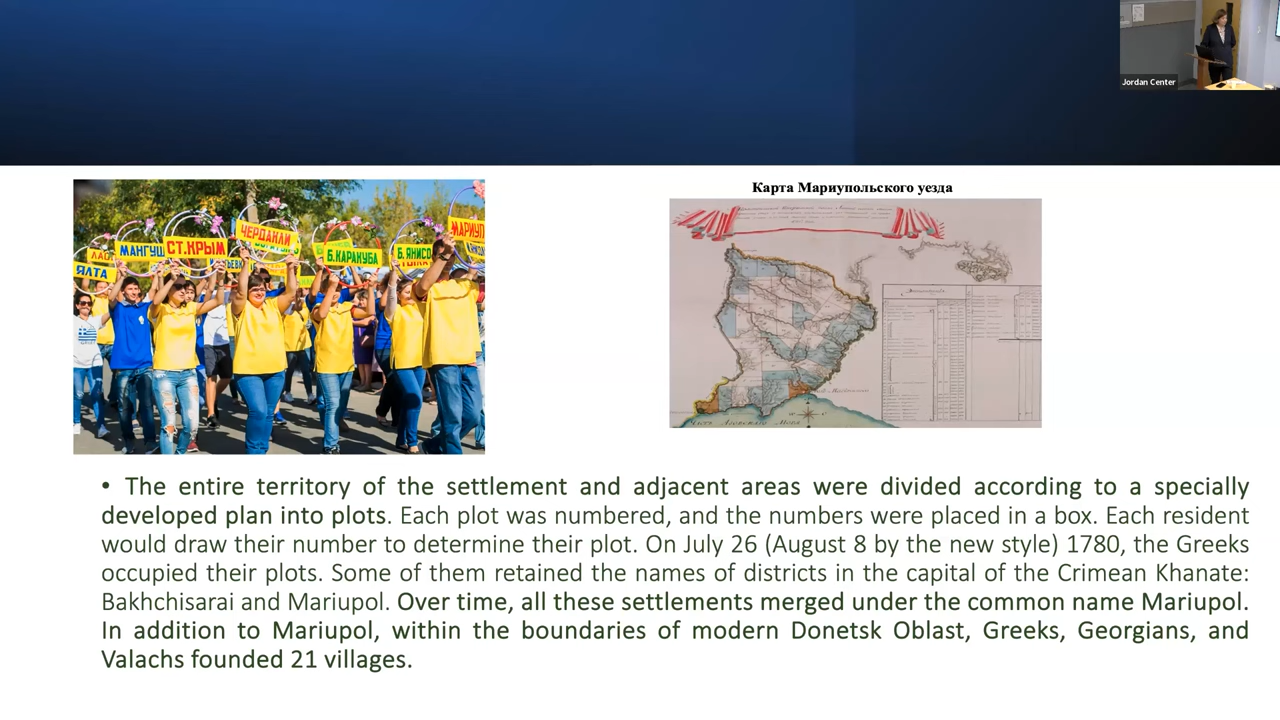 Jordan Center
Карта Мариупольского уезда
ЯЛТА
МАНГУШ
СТ.КРЫМ
ЧЕРДАКЛИ
Б.КАРАКУБА
Б.ЯНИСО
МАРИУП
• The entire territory of the settlement and adjacent areas were divided according to a specially
developed plan into plots. Each plot was numbered, and the numbers were placed in a box. Each resident
would draw their number to determine their plot. On July 26 (August 8 by the new style) 1780, the Greeks
occupied their plots. Some of them retained the names of districts in the capital of the Crimean Khanate:
Bakhchisarai and Mariupol. Over time, all these settlements merged under the common name Mariupol.
In addition to Mariupol, within the boundaries of modern Donetsk Oblast, Greeks, Georgians, and
Valachs founded 21 villages.